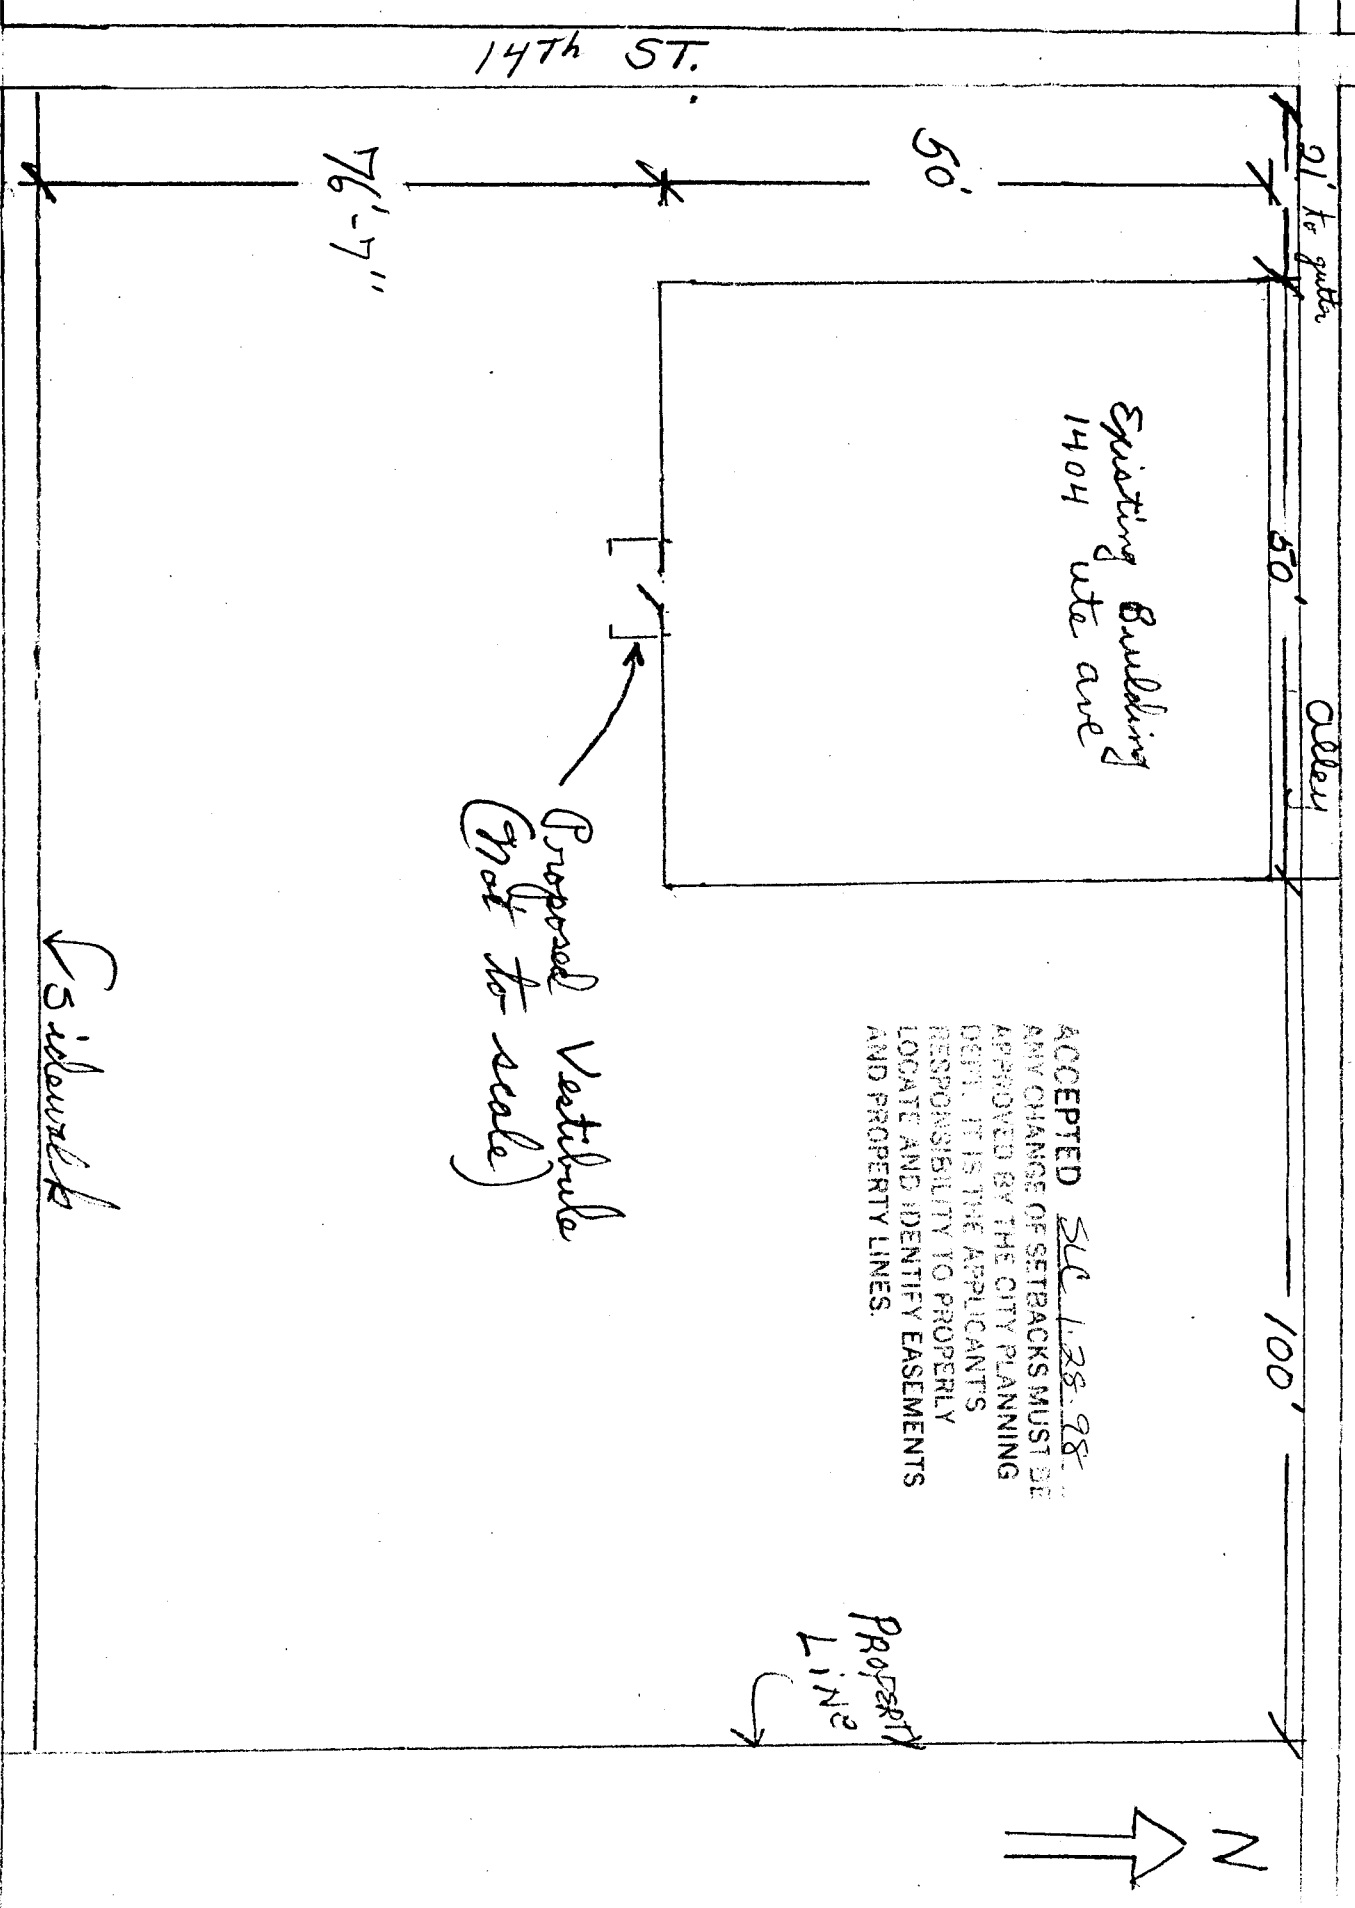 14Th ST.
21' to gutter
50'
76'-7"
50'
Alley
Existing Building
1404 Ute Ave
Proposed Vestibule
(Not to scale)
Sidewalk
100'
ACCEPTED SLC 1.28.98
ANY CHANGE OF SETBACKS MUST BE
APPROVED BY THE CITY PLANNING
DEPT. IT IS THE APPLICANT'S
RESPONSIBILITY TO PROPERLY
LOCATE AND IDENTIFY EASEMENTS
AND PROPERTY LINES.
PROPERTY
LINE
N